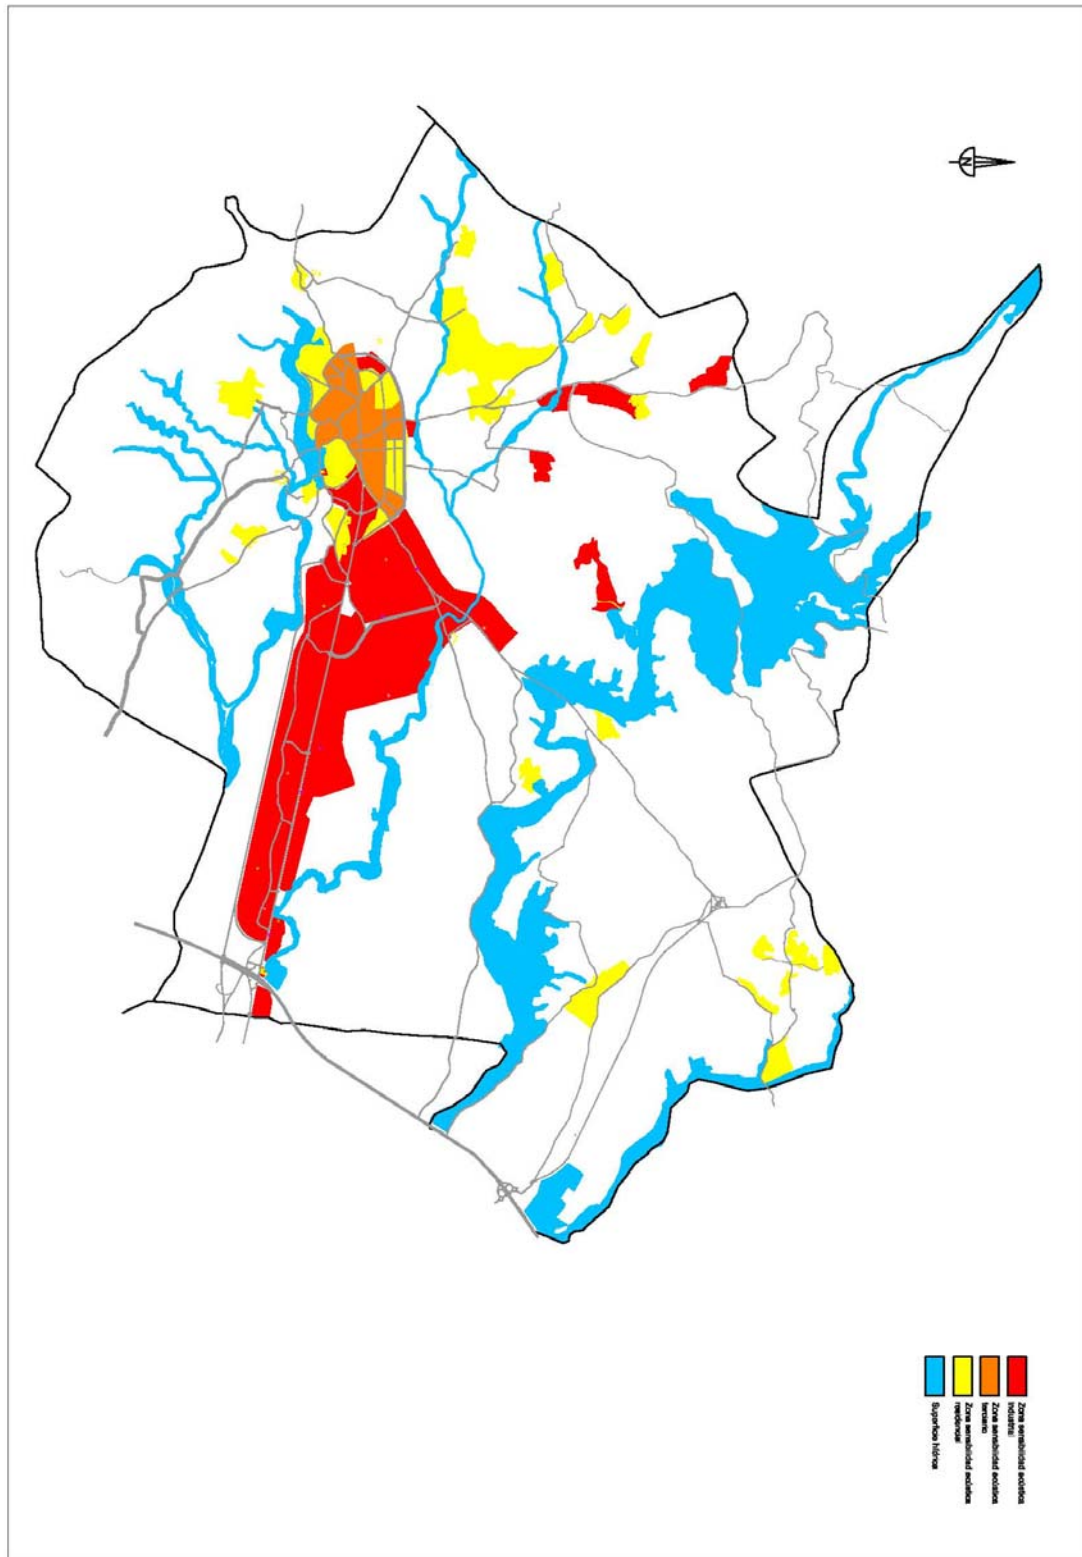 N
Zona sensibilidad acústica
industrial
Zona sensibilidad acústica
terciario
Zona sensibilidad acústica
residencial
Superficie hídrica